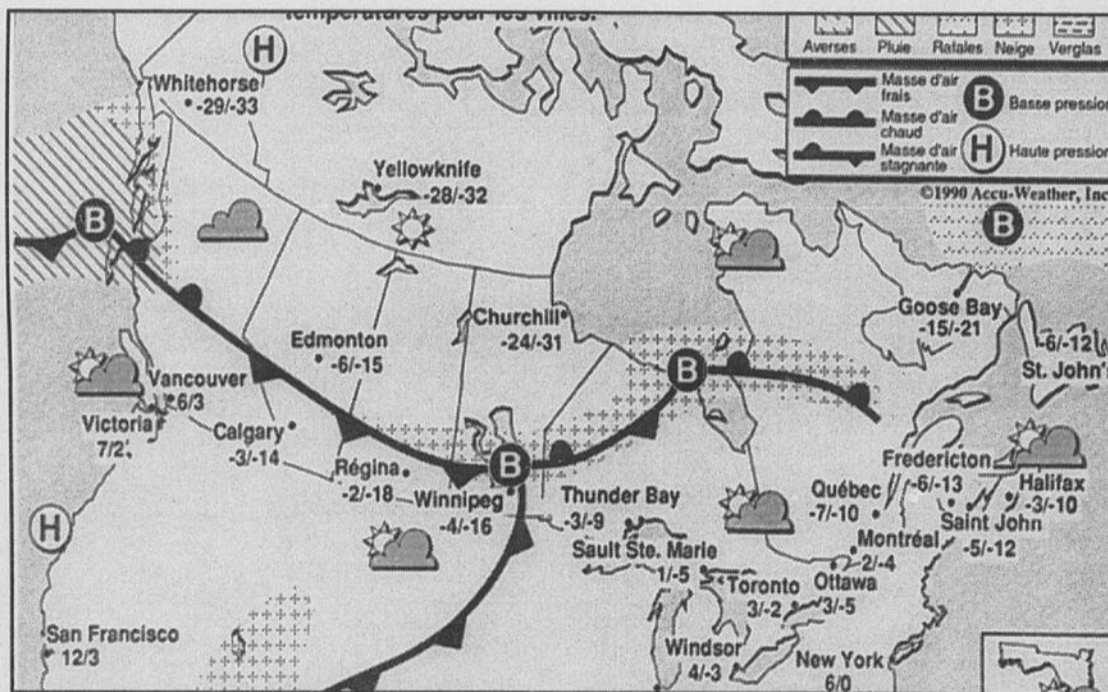 Températures pour les villes.
Averses Pluie Rafales Neige Verglas
Masse d'air
frais
B Basse pression
Masse d'air
chaud
Masse d'air
stagnante
H Haute pression
©1990 Accu-Weather, Inc
H
Whitehorse
-29/-33
Yellowknife
-28/-32
B
B
Goose Bay
-15/-21
Churchill
-24/-31
Edmonton
-6/-15
-6/-12
St. John's
B
Vancouver
6/3
Victoria
7/2
Calgary
-3/-14
Régina
-2/-18
B
Winnipeg
-4/-16
Thunder Bay
-3/-9
Fredericton
-6/-13
Halifax
-3/-10
Québec
-7/-10
Saint John
-5/-12
H
Sault Ste. Marie
1/-5
Montréal
2/-4
Toronto
3/-2
Ottawa
3/-5
San Francisco
12/3
Windsor
4/-3
New York
6/0